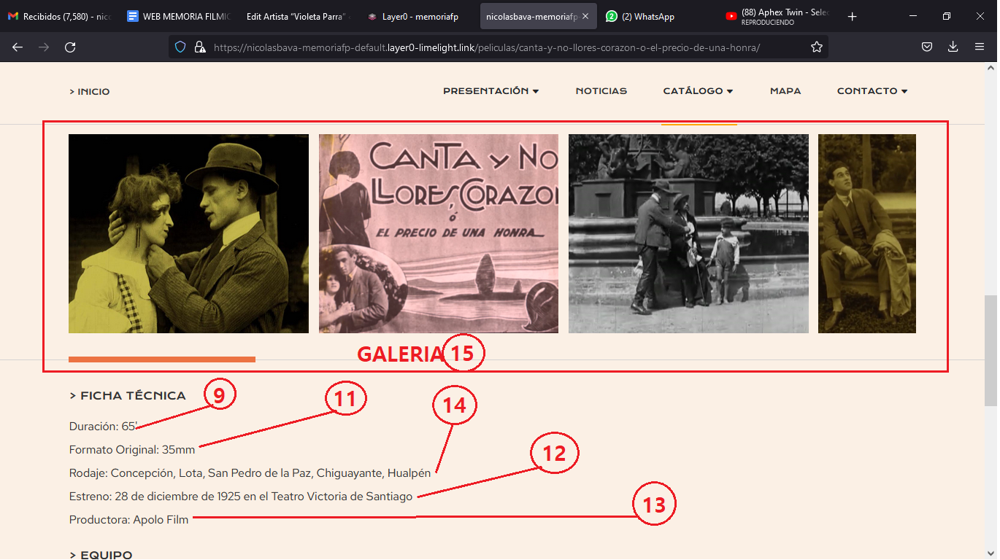 Recibidos (7,580) - nic
WEB MEMORIA FILMIC
Edit Artista “Violeta Parra”
Layer0 - memoriafp
nicolasbava-memoriafp-
(2) WhatsApp
(88) Aphex Twin - Selec
REPRODUCIENDO
https://nicolasbava-memoriafp-default.layer0-limelight.link/peliculas/canta-y-no-llores-corazon-o-el-precio-de-una-honra/
> INICIO
PRESENTACIÓN
NOTICIAS
CATÁLOGO
MAPA
CONTACTO
CANTA Y NO
LLORES, CORAZON
ó
EL PRECIO DE UNA HONRA
GALERIA 15
> FICHA TÉCNICA
9
11
14
Duración: 65'
Formato Original: 35mm
12
Rodaje: Concepción, Lota, San Pedro de la Paz, Chiguayante, Hualpén
Estreno: 28 de diciembre de 1925 en el Teatro Victoria de Santiago
13
Productora: Apolo Film
> EQUIPO